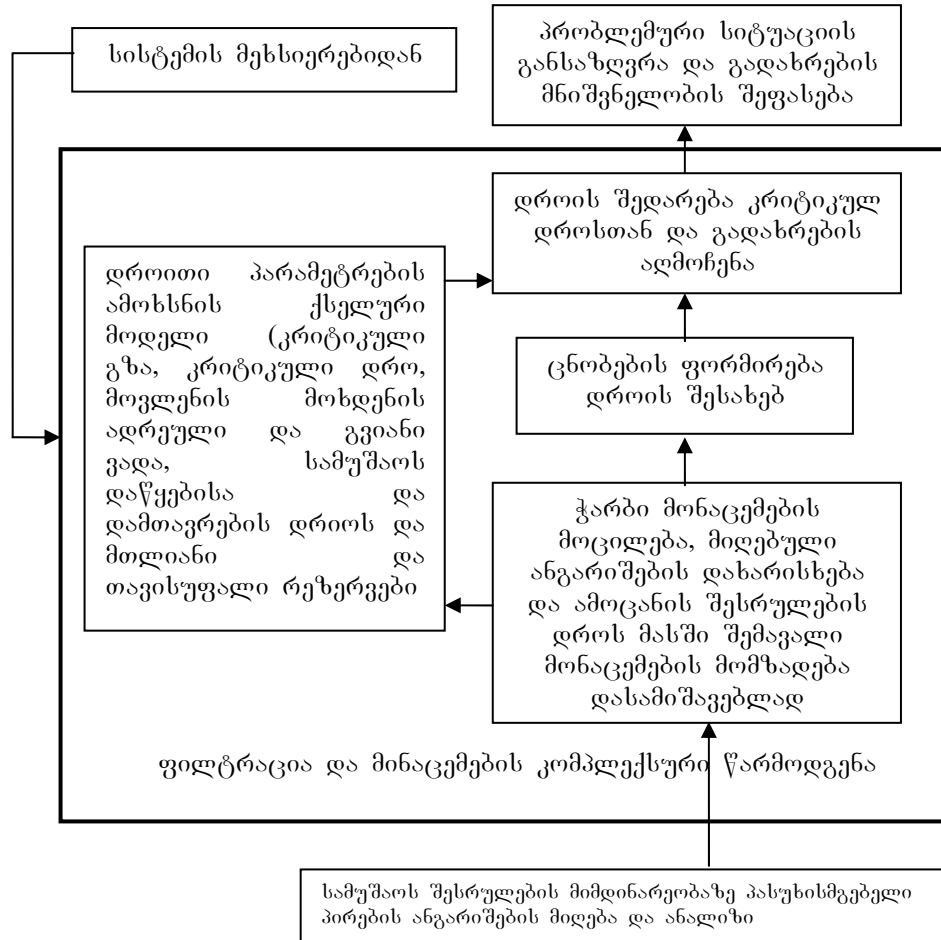 სისტემის მეხსიერებიდან
პრობლემური სიტუაციის
განსაზღვრა და გადახრების
მნიშვნელობის შეფასება
დროის შედარება კრიტიკულ
დროსთან და გადახრების
აღმოჩენა
დროითი პარამეტრების
ამოხსნის ქსელური
მოდელი (კრიტიკული
გზა, კრიტიკული დრო,
მოვლენის მოხდენის
ადრეული და გვიანი
ვადა, სამუშაოს
დაწყებისა და
დამთავრების დრიოს და
მთლიანი და
თავისუფალი რეზერვები
ცნობების ფორმირება
დროის შესახებ
ჭარბი მონაცემების
მოცილება, მიღებული
ანგარიშების დახარისხება
და ამოცანის შესრულების
დროს მასში შემავალი
მონაცემების მომზადება
დასამიშავებლად
ფილტრაცია და მინაცემების კომპლექსური წარმოდგენა
სამუშაოს შესრულების მიმდინარეობაზე პასუხისმგებელი
პირების ანგარიშების მიღება და ანალიზი